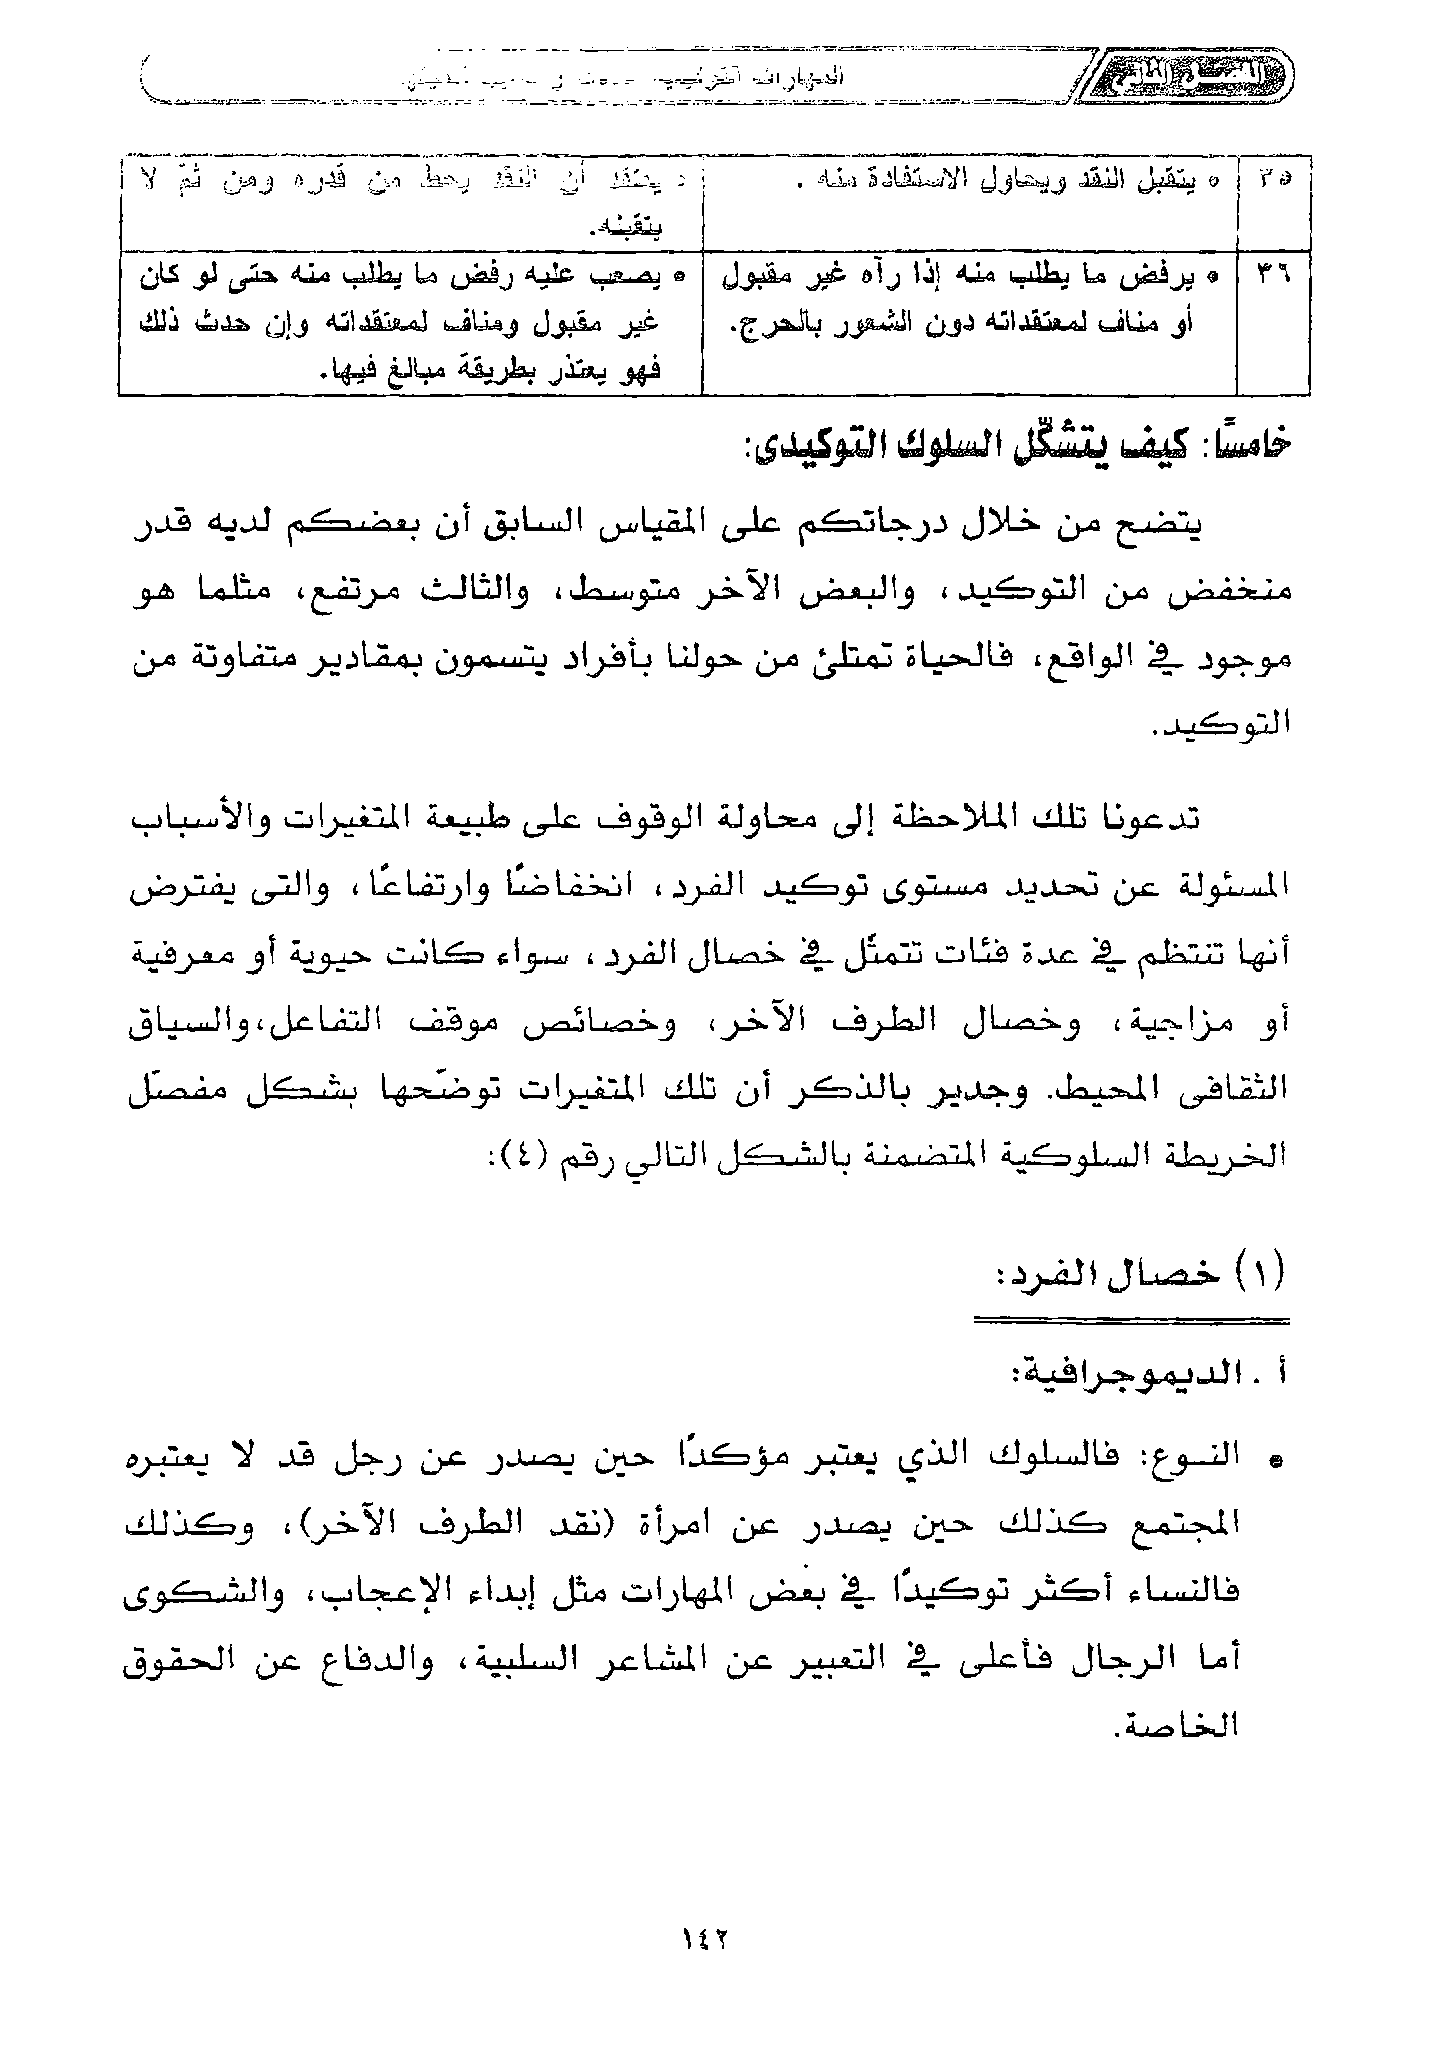 الفصل الثاني
المهارات
٣٥
• يتقبل النقد ويحاول الاستفادة منه .
• يعتقد أن النقد يحط من قدره ومن ثم لا
يتقبله.
٣٦
• يرفض ما يطلب منه إذا رآه غير مقبول
أو مناف لمعتقداته دون الشعور بالحرج.
• يصعب عليه رفض ما يطلب منه حتى لو كان
غير مقبول ومناف لمعتقداته وإن حدث ذلك
فهو يعتذر بطريقة مبالغ فيها.
خامسًا: كيف يتشكّل السلوك التوكيدى:
يتضح من خلال درجاتكم على المقياس السابق أن بعضكم لديه قدر
منخفض من التوكيد، والبعض الآخر متوسط، والثالث مرتفع، مثلما هو
موجود في الواقع، فالحياة تمتلئ من حولنا بأفراد يتسمون بمقادير متفاوتة من
التوكيد.
تدعونا تلك الملاحظة إلى محاولة الوقوف على طبيعة المتغيرات والأسباب
المسئولة عن تحديد مستوى توكيد الفرد، انخفاضًا وارتفاعًا، والتى يفترض
أنها تنتظم في عدة فئات تتمثّل في خصال الفرد، سواء كانت حيوية أو معرفية
أو مزاجية، وخصال الطرف الآخر، وخصائص موقف التفاعل،والسياق
الثقافى المحيط. وجدير بالذكر أن تلك المتغيرات توضّحها بشكل مفصّل
الخريطة السلوكية المتضمنة بالشكل التالي رقم (٤):
(١) خصال الفرد:
أ . الديموجرافية:
• النوع: فالسلوك الذي يعتبر مؤكدًا حين يصدر عن رجل قد لا يعتبره
المجتمع كذلك حين يصدر عن امرأة (نقد الطرف الآخر)، وكذلك
فالنساء أكثر توكيدًا في بعض المهارات مثل إبداء الإعجاب، والشكوى
أما الرجال فأعلى في التعبير عن المشاعر السلبية، والدفاع عن الحقوق
الخاصة.
١٤٢